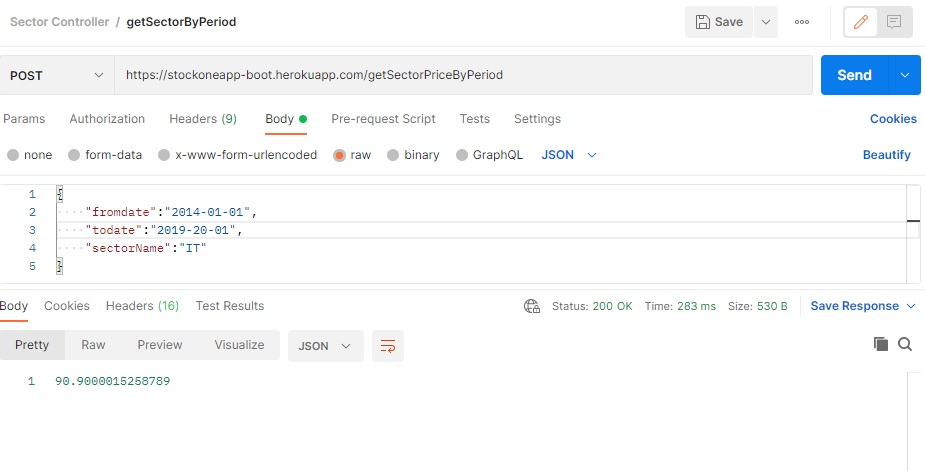 Sector Controller / getSectorByPeriod
Save
POST https://stockoneapp-boot.herokuapp.com/getSectorPriceByPeriod Send
Params Authorization Headers (9) Body Pre-request Script Tests Settings Cookies
none form-data x-www-form-urlencoded raw binary GraphQL JSON Beautify
1 {
2 "fromdate":"2014-01-01",
3 "todate":"2019-20-01",
4 "sectorName":"IT"
5 }
Body Cookies Headers (16) Test Results Status: 200 OK Time: 283 ms Size: 530 B Save Response
Pretty Raw Preview Visualize JSON
1 90.9000015258789